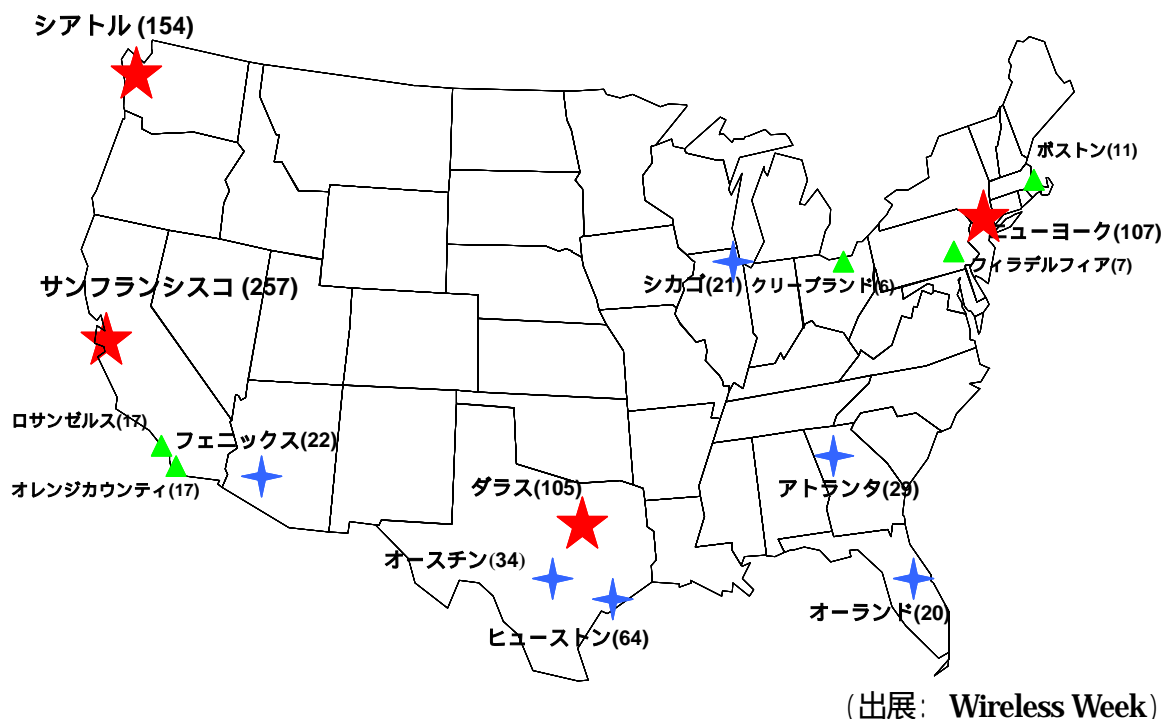 シアトル (154)
ボストン(11)
ニューヨーク(107)
フィラデルフィア(7)
シカゴ(21)
クリーブランド(6)
サンフランシスコ (257)
ロサンゼルス(17)
フェニックス(22)
オレンジカウンティ(17)
ダラス(105)
アトランタ(29)
オースチン(34)
オーランド(20)
ヒューストン(64)
(出展: Wireless Week)